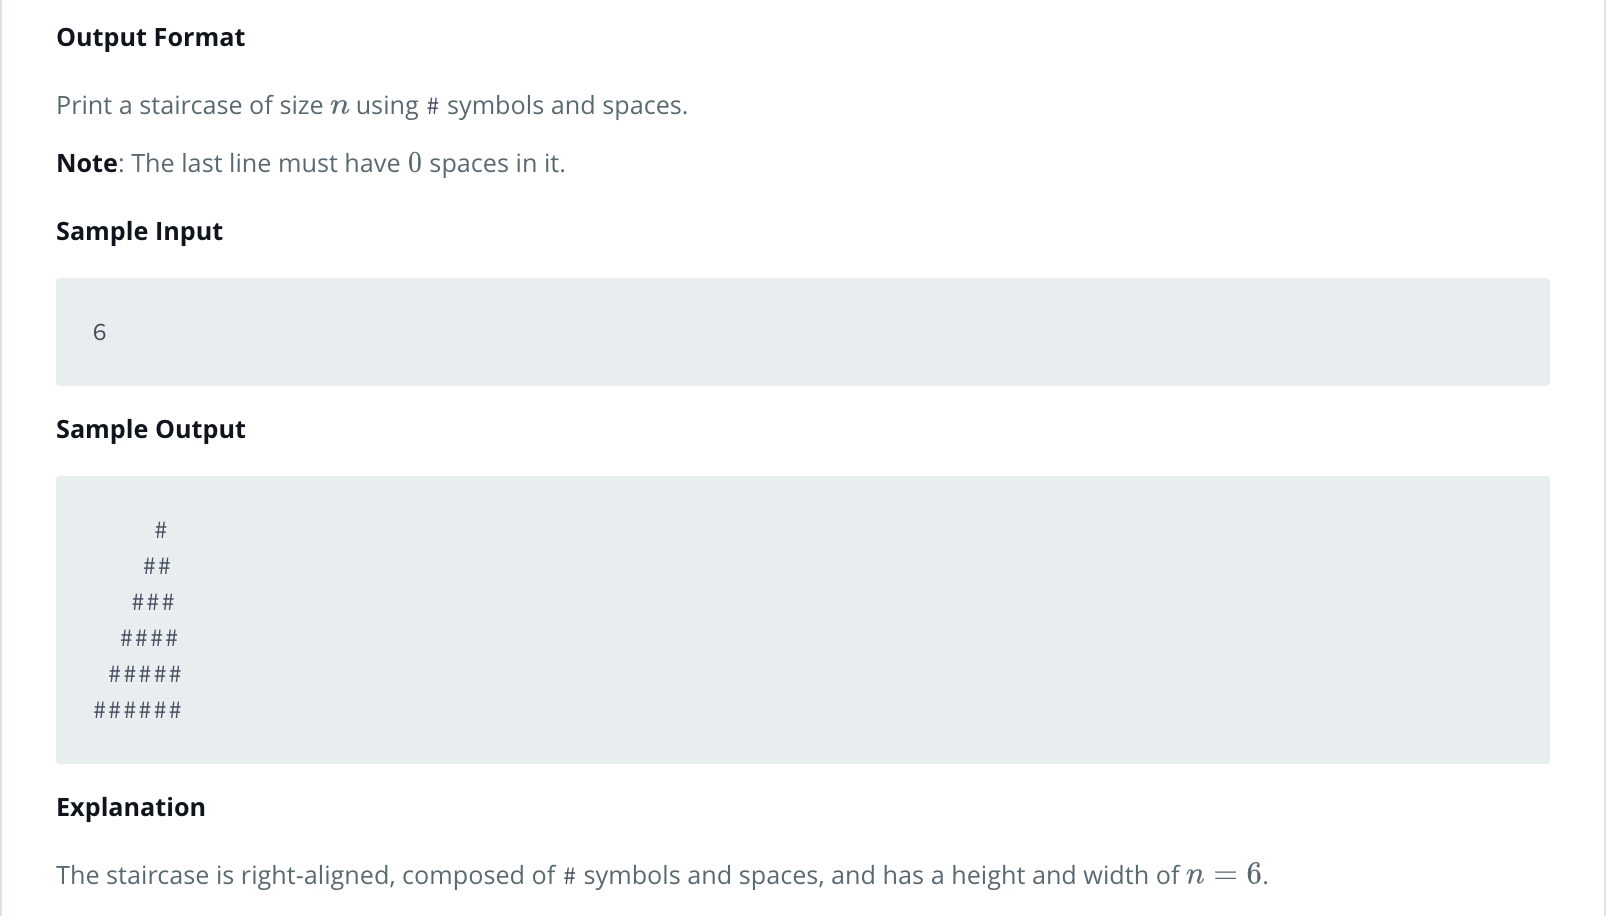 Output Format
Print a staircase of size n using # symbols and spaces.
Note: The last line must have 0 spaces in it.
Sample Input
6
Sample Output
     #
    ##
   ###
  ####
 #####
######
Explanation
The staircase is right-aligned, composed of # symbols and spaces, and has a height and width of n = 6.